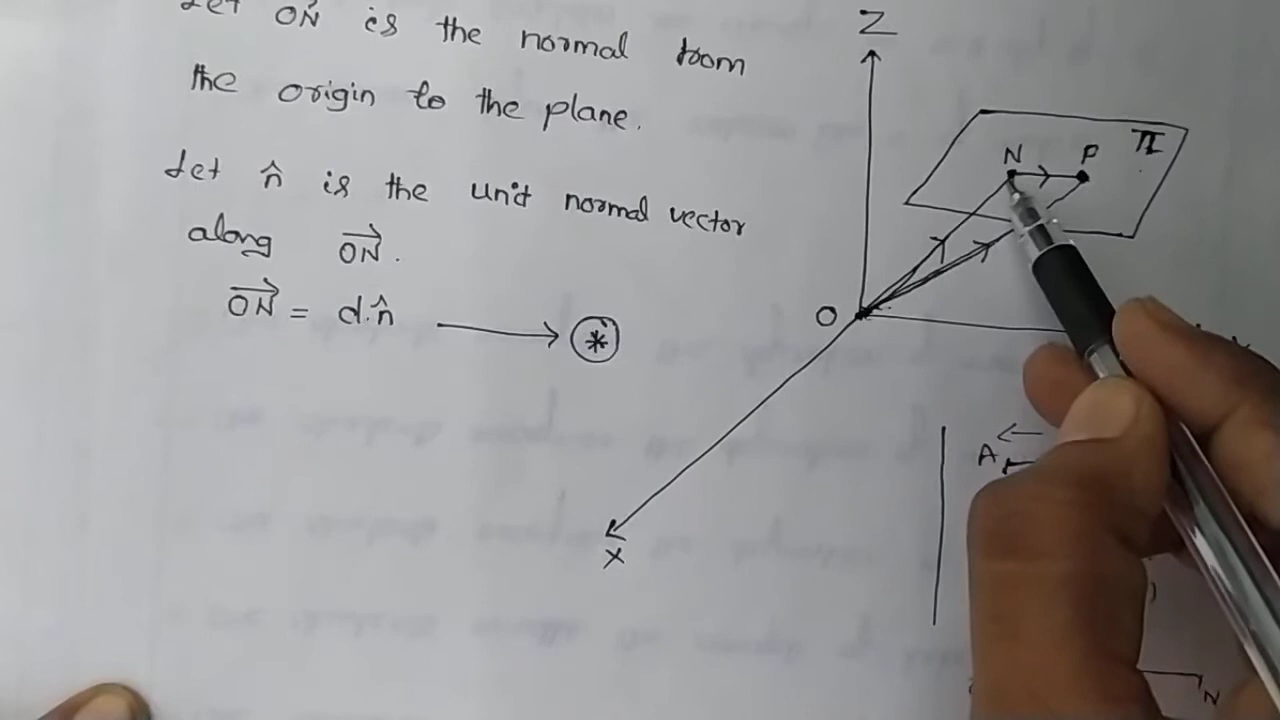 Let ON is the normal from
the origin to the plane.
Let n̂ is the unit normal vector
along ON.
ON = d.n̂ → *
Z
N P π
O
X
A
N